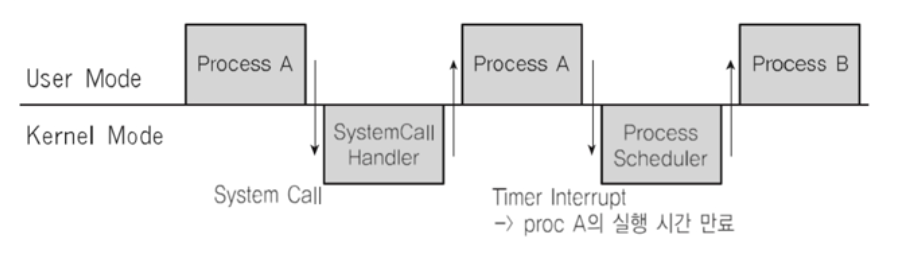 Process A
Process A
Process B
User Mode
Kernel Mode
SystemCall
Handler
Process
Scheduler
System Call
Timer Interrupt
-> proc A의 실행 시간 만료